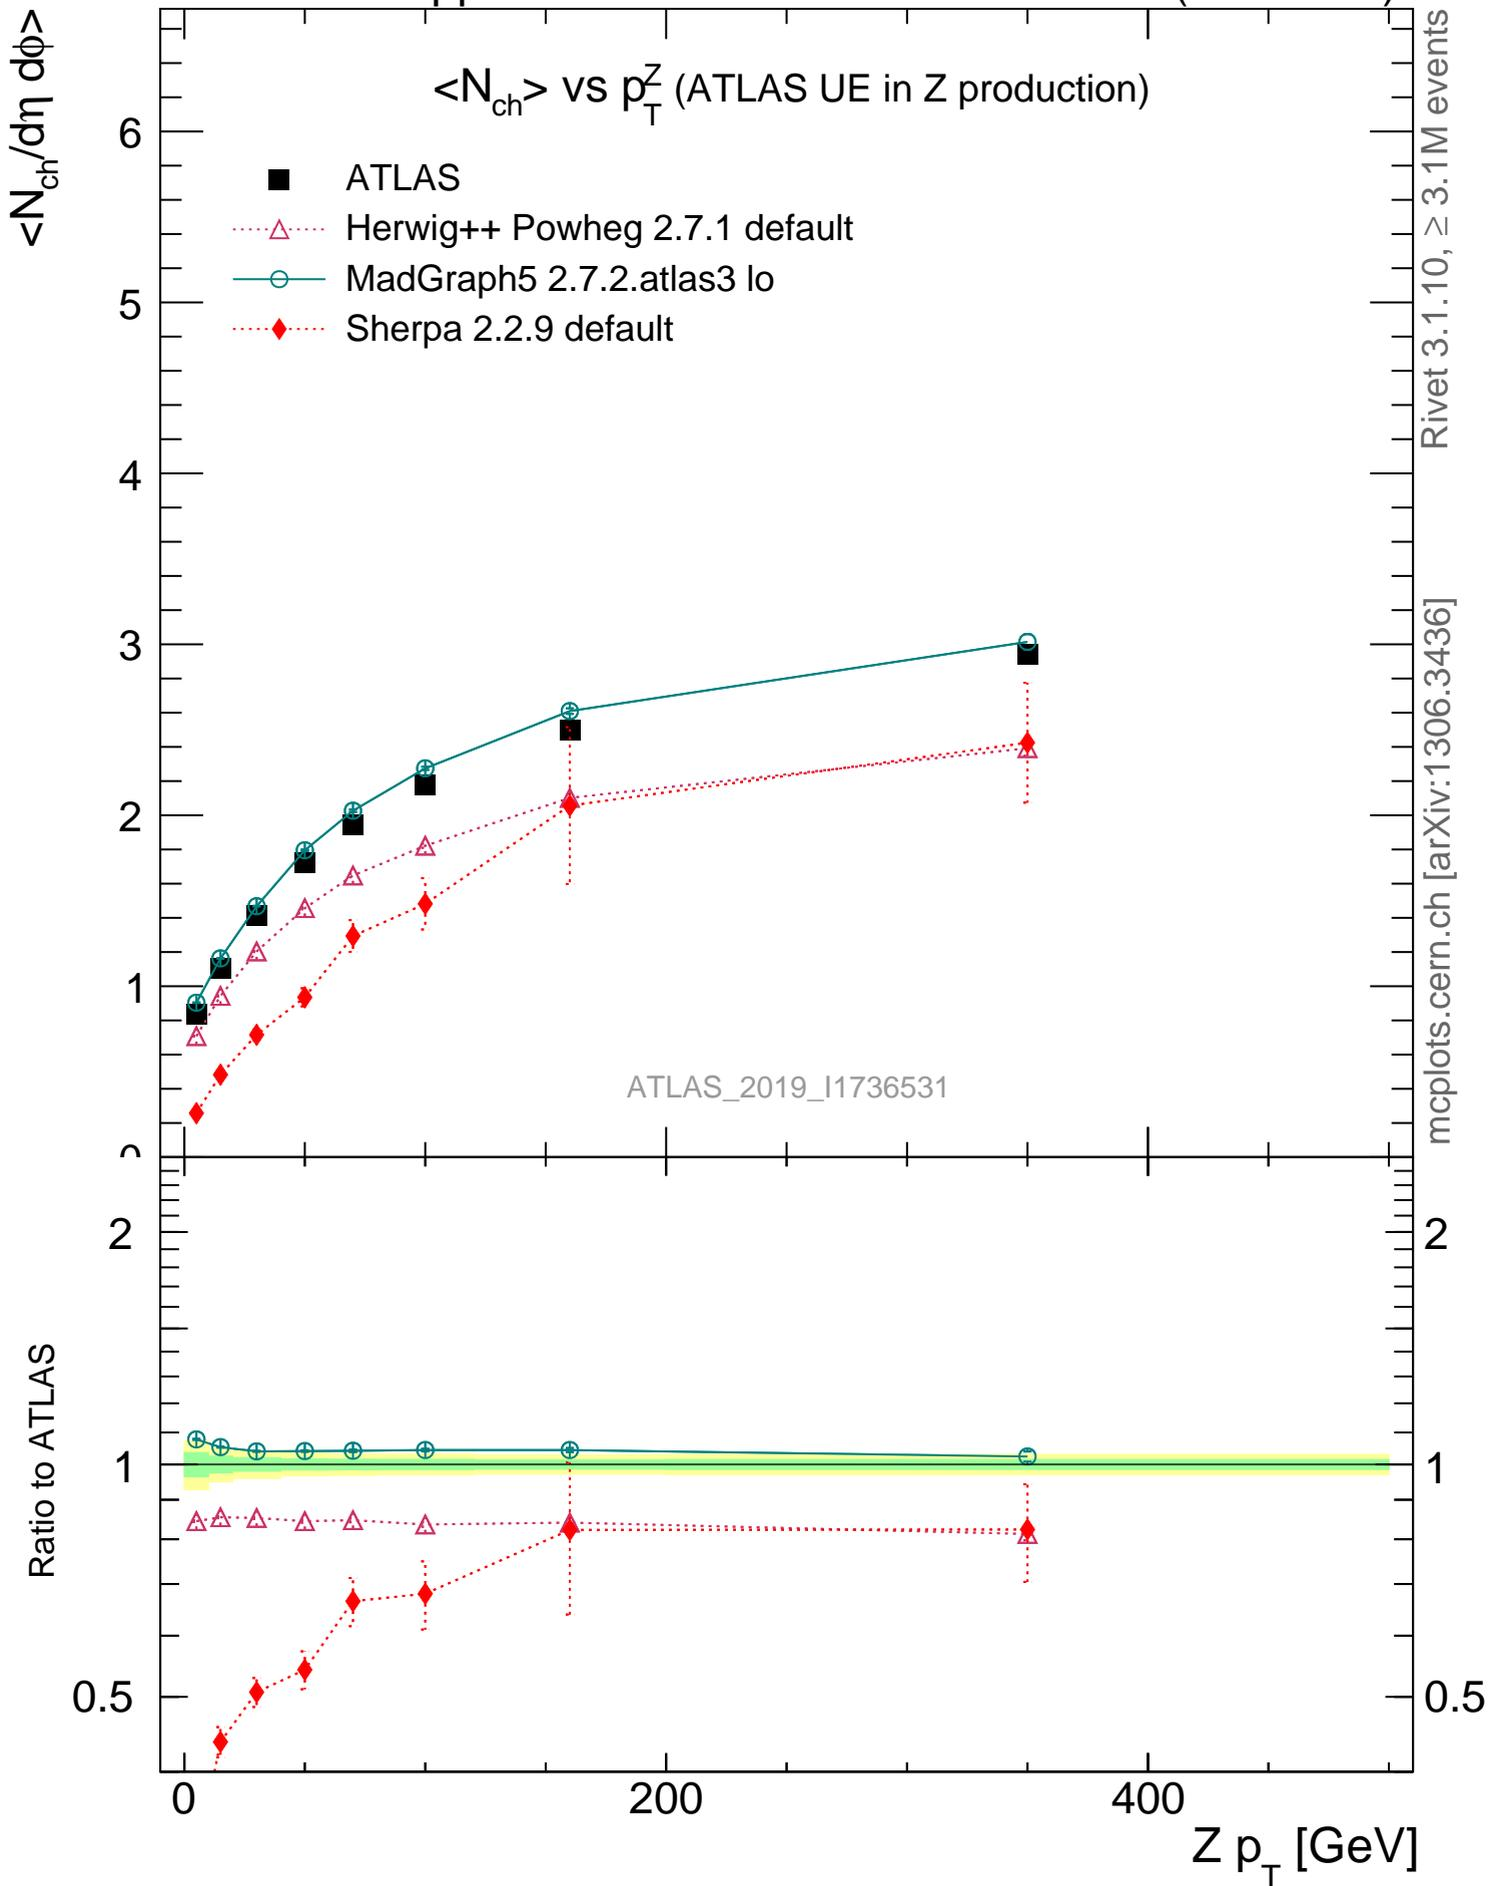 <N_ch/dη dϕ>
<N_ch> vs p_T^Z (ATLAS UE in Z production)
ATLAS
Herwig++ Powheg 2.7.1 default
MadGraph5 2.7.2.atlas3 lo
Sherpa 2.2.9 default
6
5
4
3
2
1
0
ATLAS_2019_I1736531
Rivet 3.1.10, ≥ 3.1M events
mcplots.cern.ch [arXiv:1306.3436]
Ratio to ATLAS
2
1
0.5
2
1
0.5
0 200 400
Z p_T [GeV]